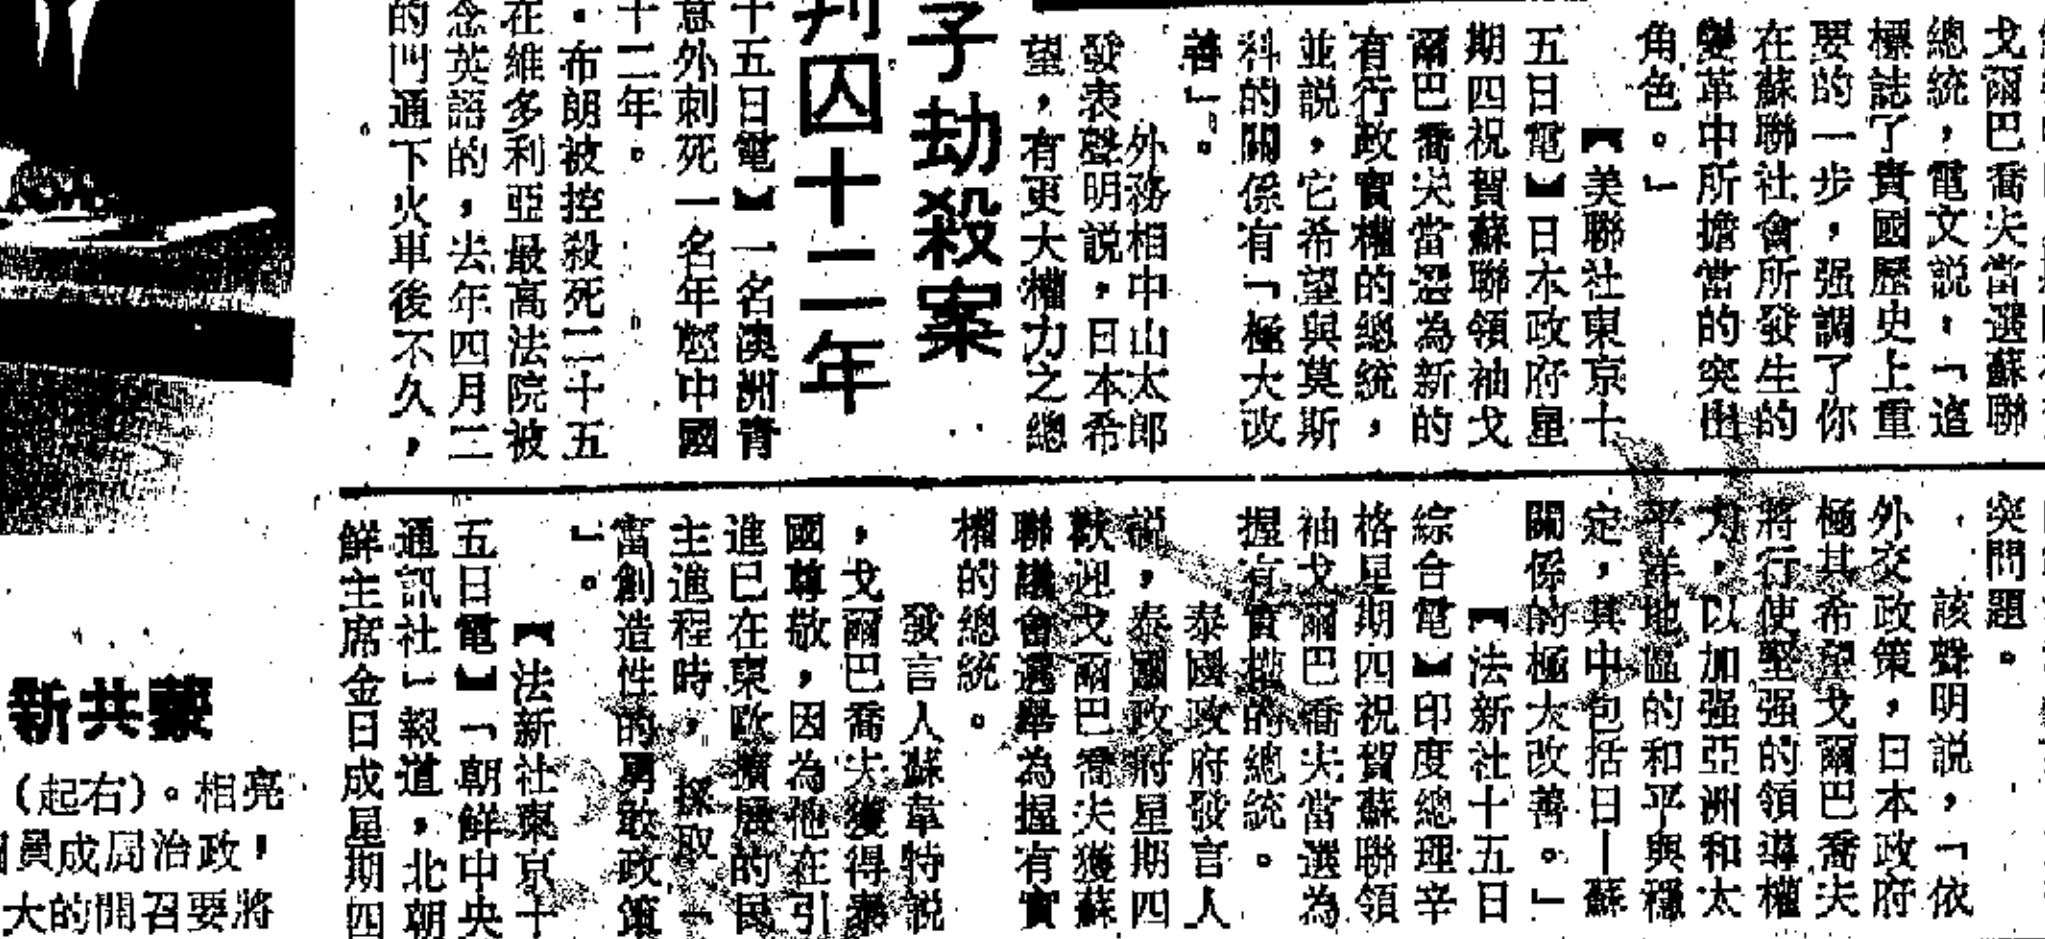 戈爾巴喬夫當選蘇聯
總統，電文說，「這
標誌了貴國歷史上重
要的一步，强調了你
在蘇聯社會所發生的
變革中所擔當的突出
角色。」
【美聯社東京十
五日電】日本政府星
期四祝賀蘇聯領袖戈
爾巴喬夫當選為新的
有行政實權的總統，
並説，它希望與莫斯
科的關係有「極大改
善」。
外務相中山太郎
發表聲明説，日本希
望，有更大權力之總
子劫殺案
判囚十二年
十五日電】一名澳洲青
意外刺死一名年輕中國
十二年。
．布朗被控殺死二十五
在維多利亞最高法院被
念英語的，去年四月三
的門通下火車後不久，
突問題。
該聲明説，「依
外交政策，日本政府
極其希望戈爾巴喬夫
將行使堅强的領導權
力，以加强亞洲和太
平洋地區的和平與穩
定，其中包括日—蘇
關係的極大改善。」
【法新社十五日
綜合電】印度總理辛
格星期四祝賀蘇聯領
袖戈爾巴喬夫當選為
握有實權的總統。
泰國政府發言人
説，泰國政府星期四
歡迎戈爾巴喬夫獲蘇
聯議會選舉為握有實
權的總統。
發言人蘇韋特説
，戈爾巴喬夫獲得泰
國尊敬，因為他在引
進已在東歐擴展的民
主進程時，採取「
富創造性的勇敢政策
」。
【法新社東京十
五日電】「朝鮮中央
通訊社」報道，北朝
鮮主席金日成星期四
新共蒙
（起右）。相亮
員成局治政
大的開召要將